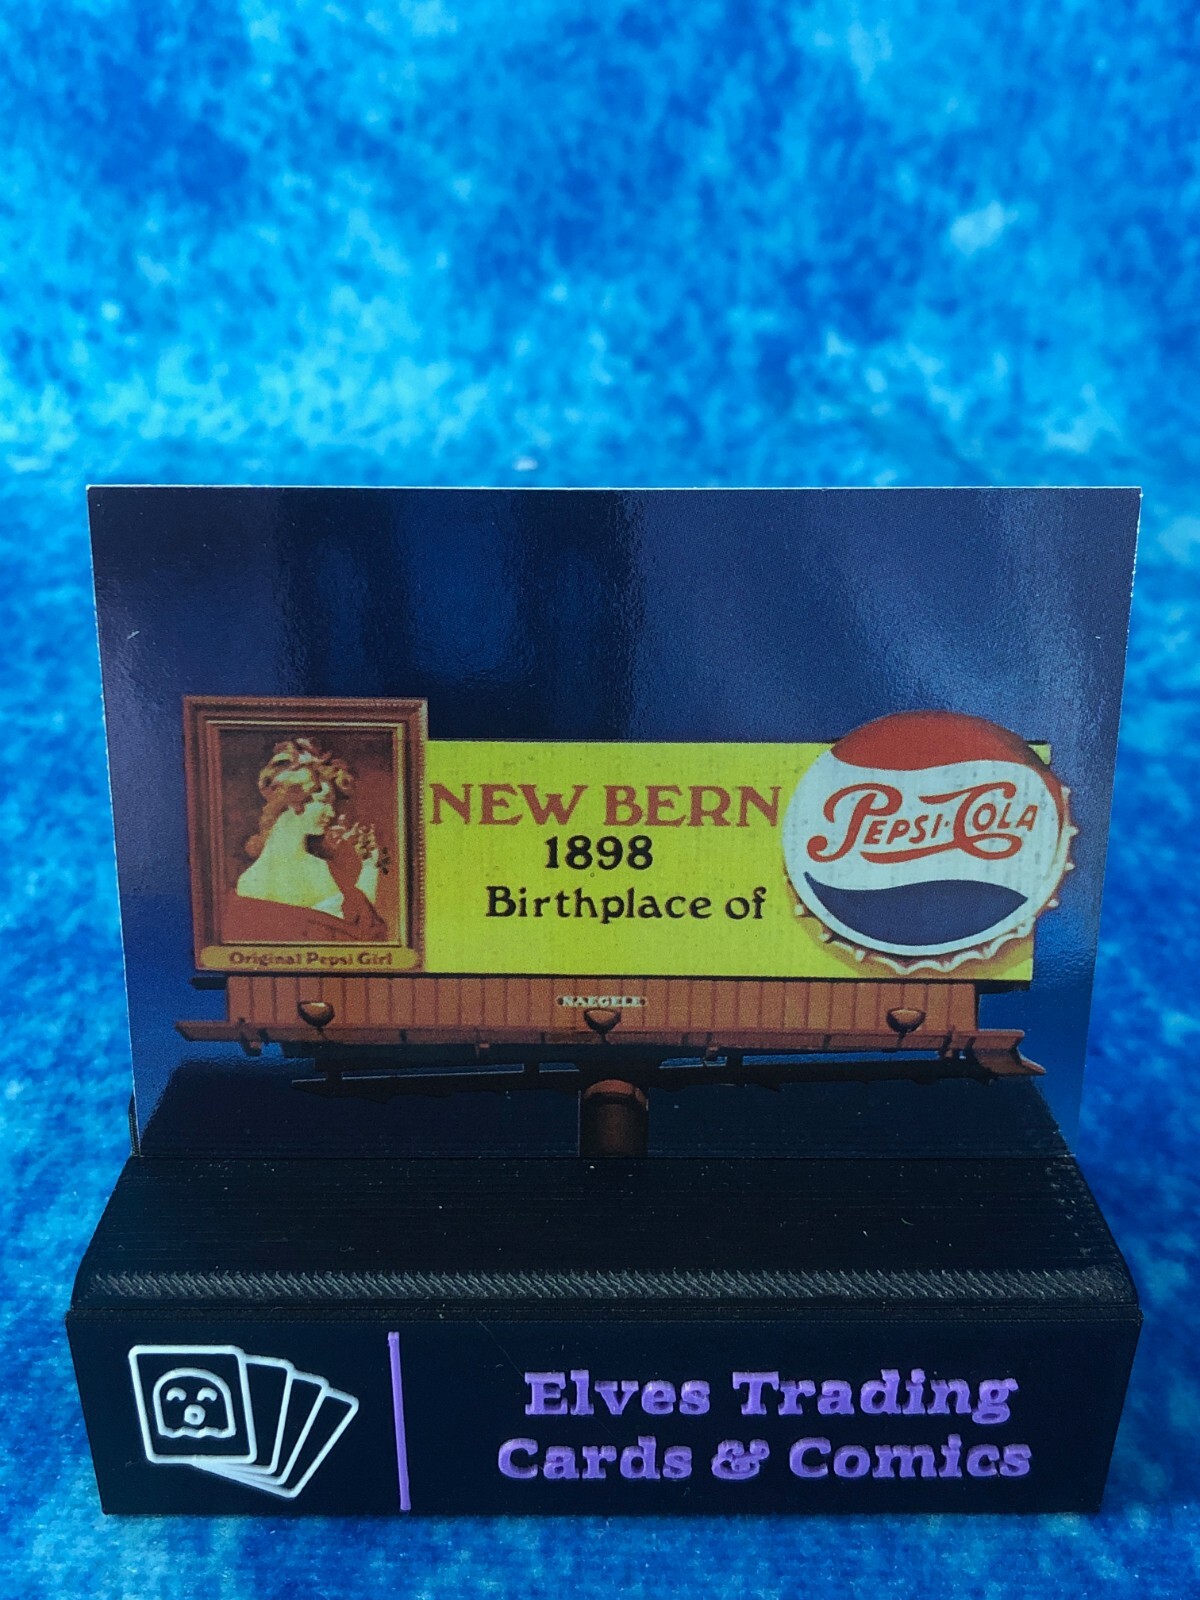 NEW BERN
1898
Birthplace of
PEPSI·COLA
Original Pepsi Girl
NAEGELE
Elves Trading
Cards & Comics